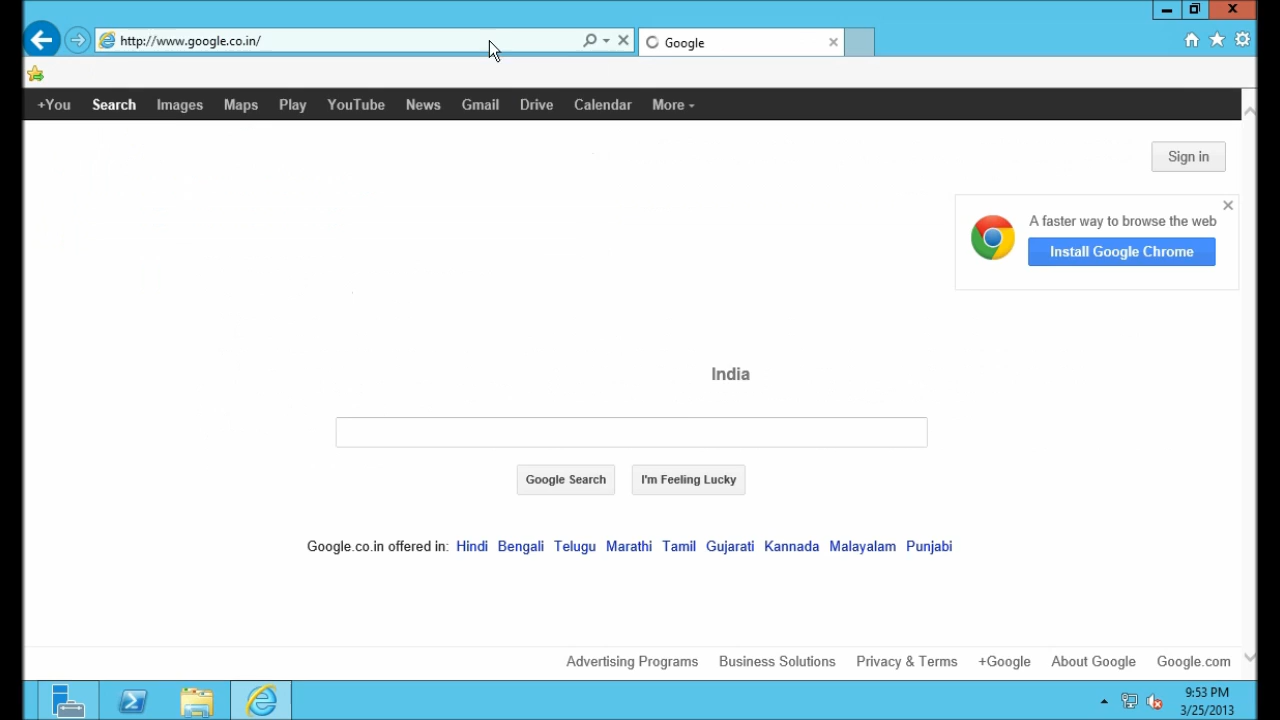 http://www.google.co.in/
Google
+You Search Images Maps Play YouTube News Gmail Drive Calendar More
Sign in
A faster way to browse the web
Install Google Chrome
India
Google Search I'm Feeling Lucky
Google.co.in offered in: Hindi Bengali Telugu Marathi Tamil Gujarati Kannada Malayalam Punjabi
Advertising Programs Business Solutions Privacy & Terms +Google About Google Google.com
9:53 PM
3/25/2013